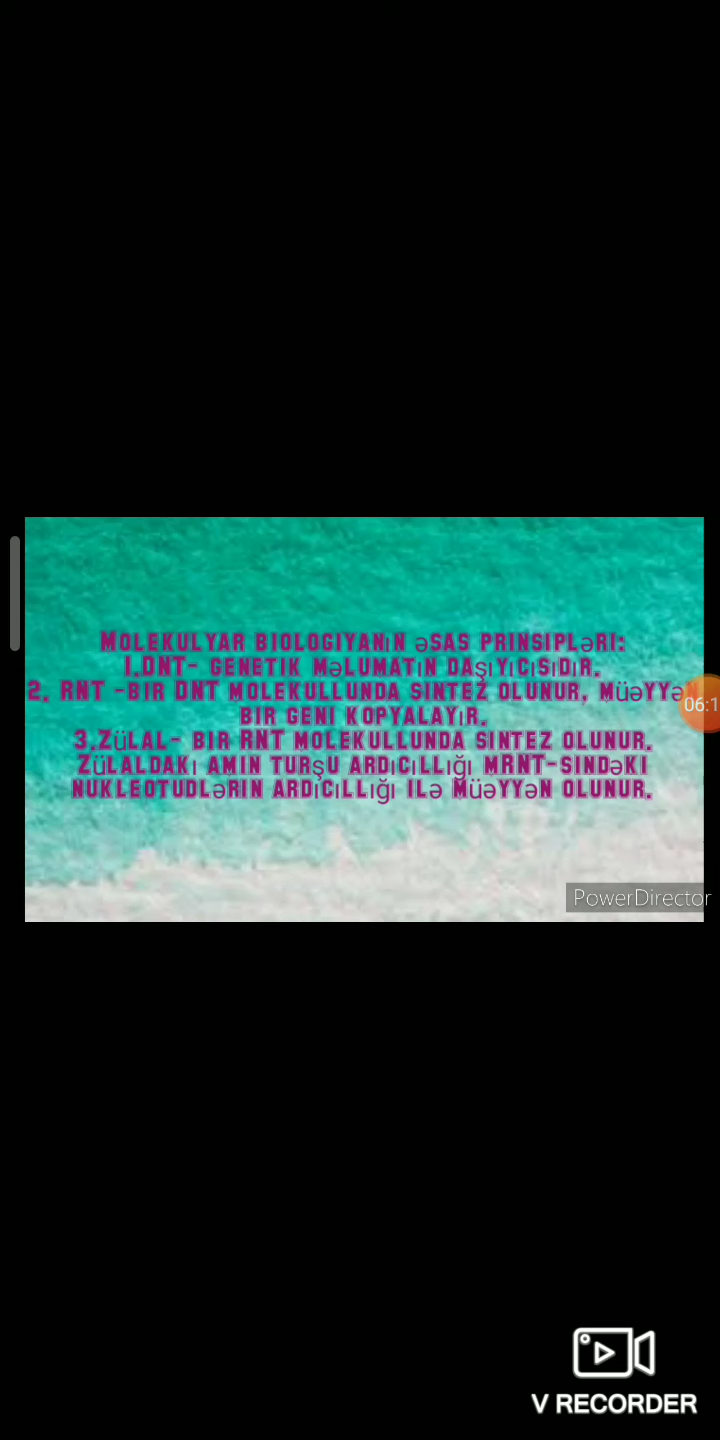 Molekulyar biologiyanın əsas prinsipləri:
1.DNT- genetik məlumatın daşıyıcısıdır.
2. RNT -bir DNT molekullunda sintez olunur,
bir geni kopyalayır.
3.Zülal- bir RNT molekullunda sintez olunur.
Zülaldakı amin turşu ardıcıllığı mRNT-sindəki
nukleotudlərin ardıcıllığı ilə müəyyən olunur.
06:1
PowerDirector
V RECORDER